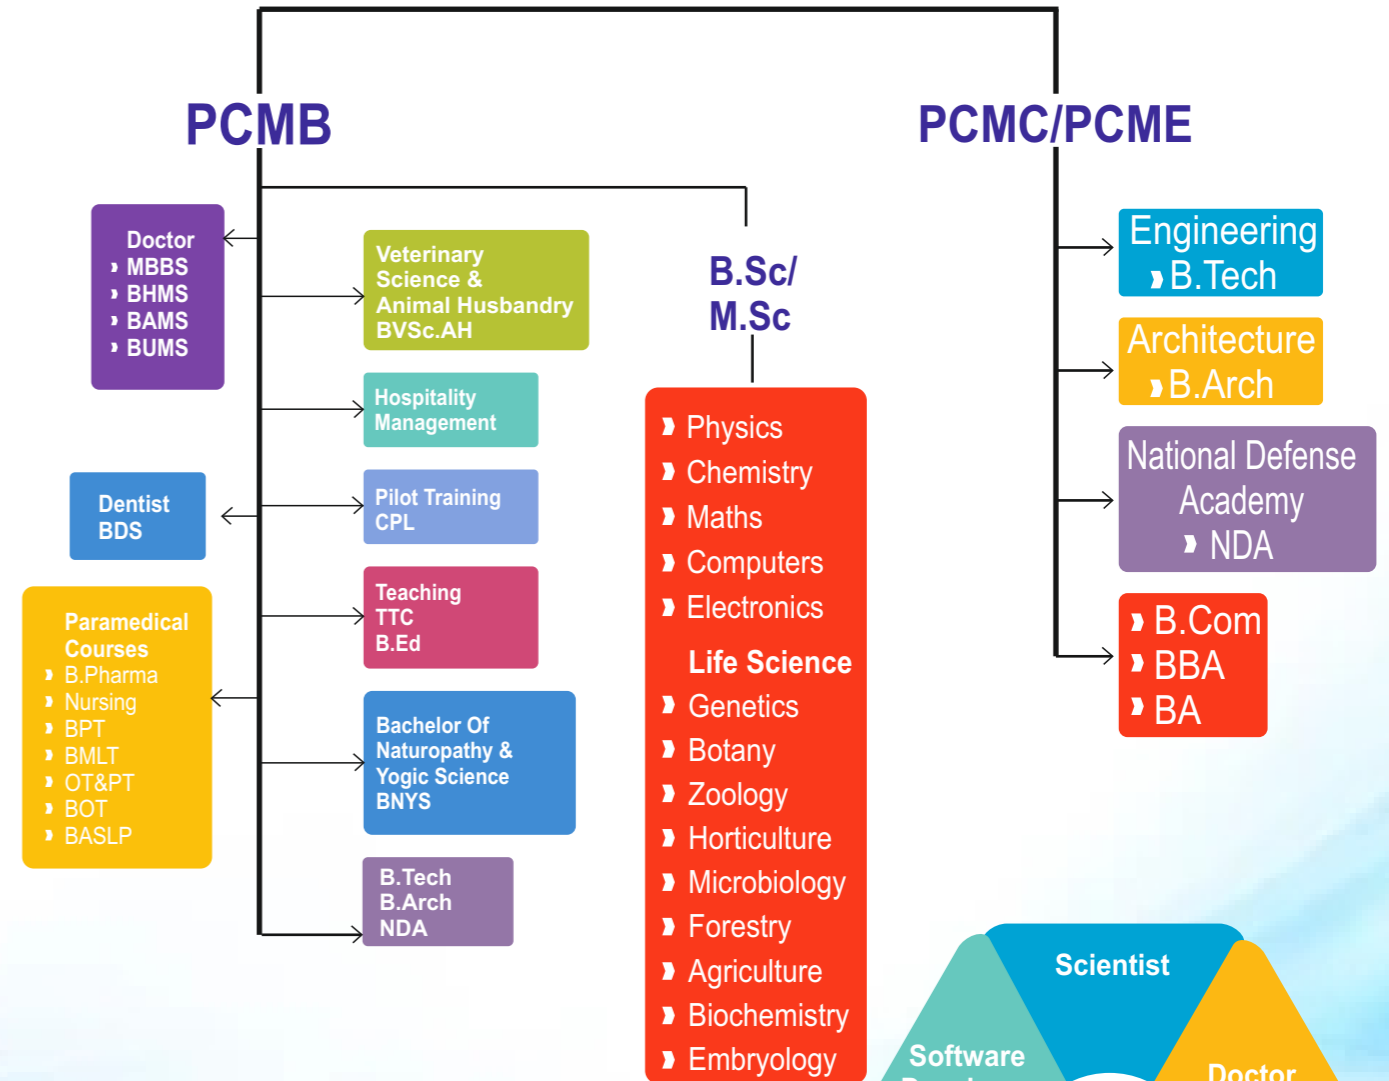 PCMB
PCMC/PCME
Doctor
MBBS
BHMS
BAMS
BUMS
Dentist
BDS
Paramedical
Courses
B.Pharma
Nursing
BPT
BMLT
OT&PT
BOT
BASLP
Veterinary
Science &
Animal Husbandry
BVSc.AH
Hospitality
Management
Pilot Training
CPL
Teaching
TTC
B.Ed
Bachelor Of
Naturopathy &
Yogic Science
BNYS
B.Tech
B.Arch
NDA
B.Sc/
M.Sc
Physics
Chemistry
Maths
Computers
Electronics
Life Science
Genetics
Botany
Zoology
Horticulture
Microbiology
Forestry
Agriculture
Biochemistry
Embryology
Engineering
B.Tech
Architecture
B.Arch
National Defense
Academy
NDA
B.Com
BBA
BA
Scientist
Software
Doctor